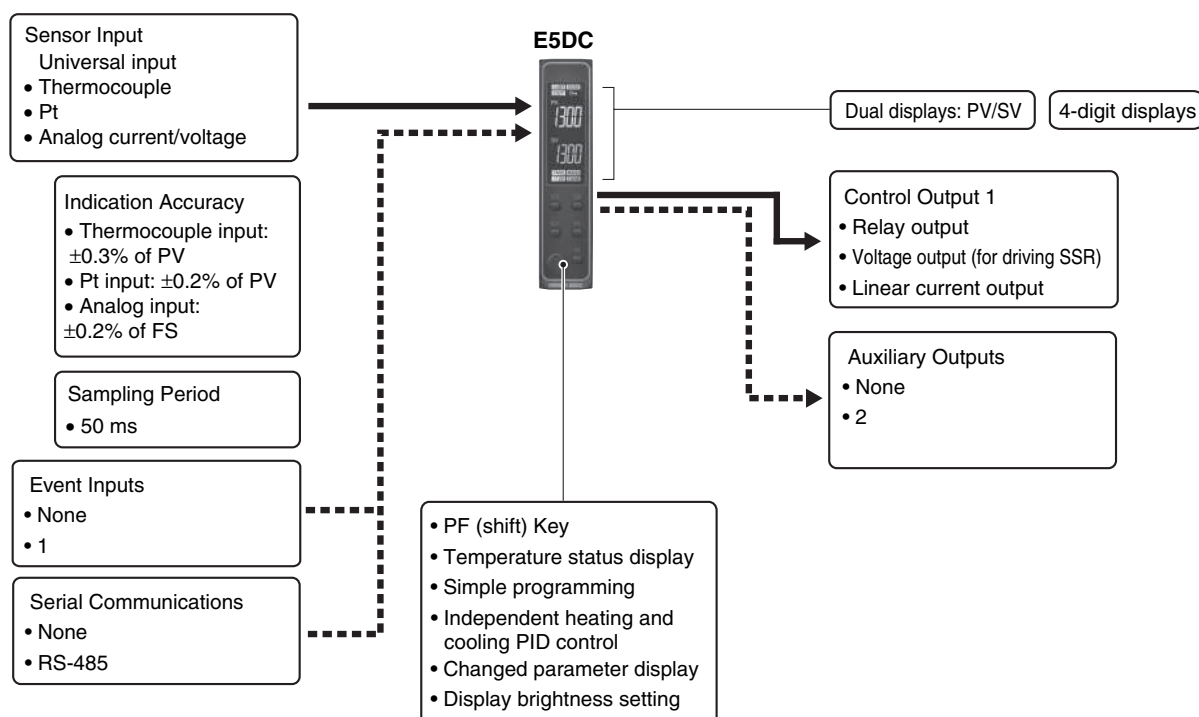 E5DC
Sensor Input
Universal input
• Thermocouple
• Pt
• Analog current/voltage
Indication Accuracy
• Thermocouple input:
±0.3% of PV
• Pt input: ±0.2% of PV
• Analog input:
±0.2% of FS
Sampling Period
• 50 ms
Event Inputs
• None
• 1
Serial Communications
• None
• RS-485
PV
1300
SV
1300
Dual displays: PV/SV
4-digit displays
Control Output 1
• Relay output
• Voltage output (for driving SSR)
• Linear current output
Auxiliary Outputs
• None
• 2
• PF (shift) Key
• Temperature status display
• Simple programming
• Independent heating and
cooling PID control
• Changed parameter display
• Display brightness setting